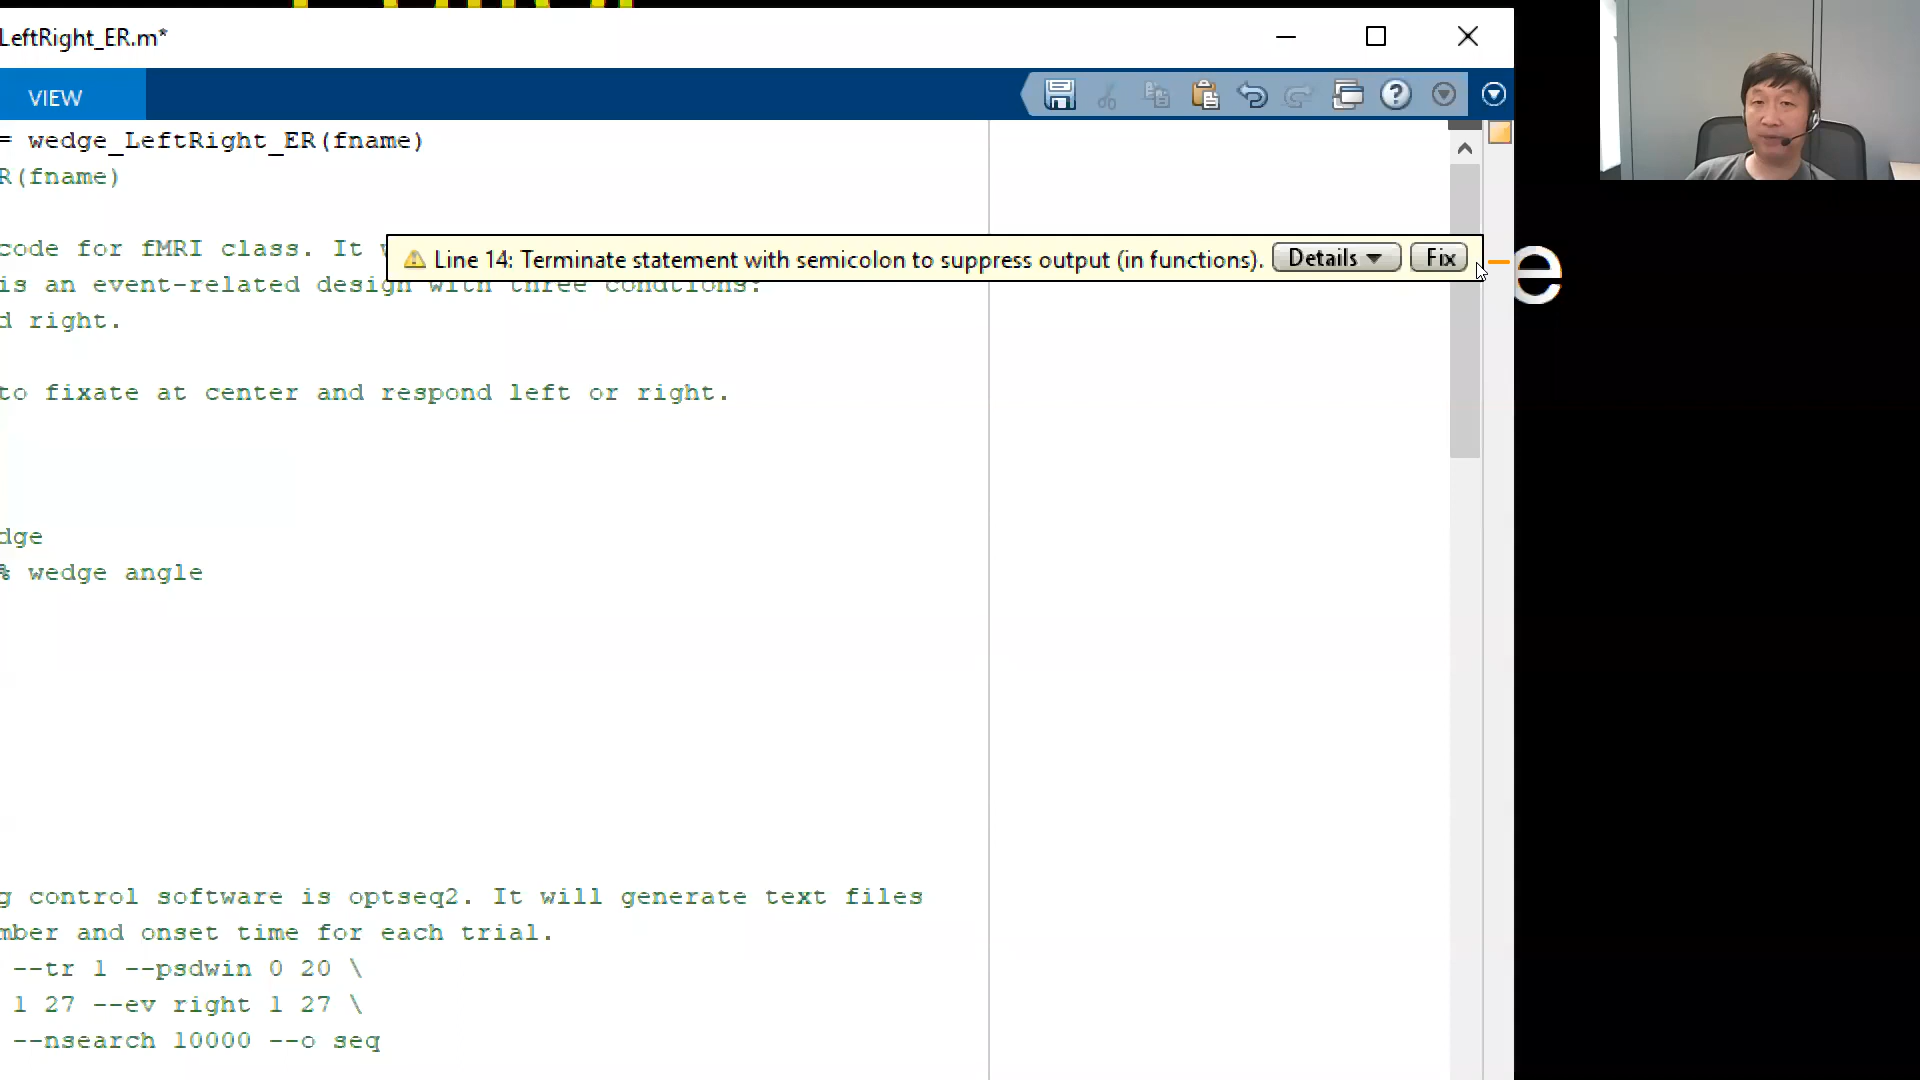 LeftRight_ER.m*
VIEW
= wedge_LeftRight_ER(fname)
R(fname)
code for fMRI class. It
Line 14: Terminate statement with semicolon to suppress output (in functions). Details Fix
is an event-related design with three condtions:
e
d right.
to fixate at center and respond left or right.
dge
% wedge angle
g control software is optseq2. It will generate text files
mber and onset time for each trial.
--tr 1 --psdwin 0 20 \
1 27 --ev right 1 27 \
--nsearch 10000 --o seq